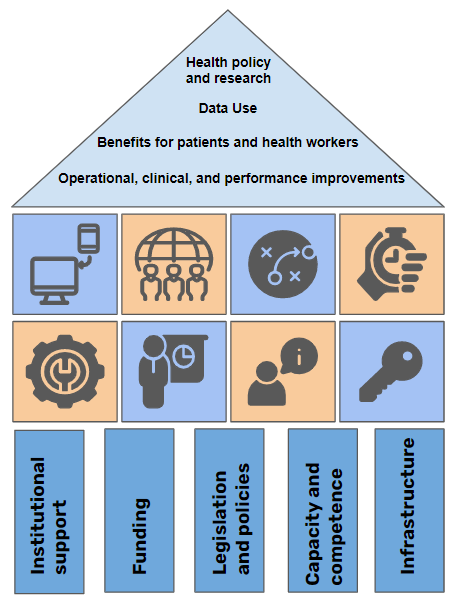 Health policy
and research
Data Use
Benefits for patients and health workers
Operational, clinical, and performance improvements
i
Institutional
support
Funding
Legislation
and policies
Capacity and
competence
Infrastructure